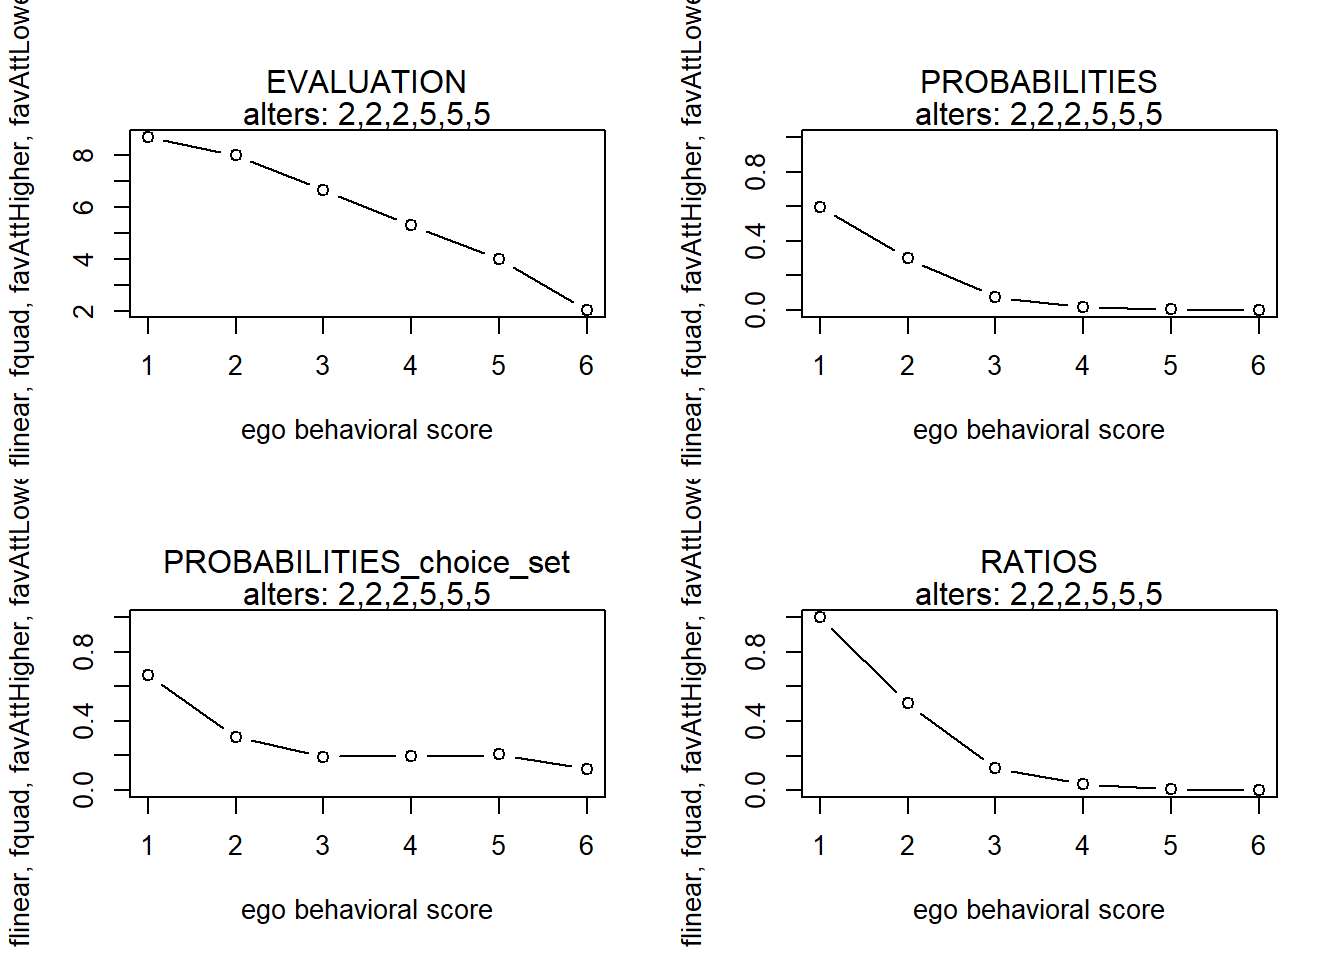 EVALUATION
alters: 2,2,2,5,5,5
flinear, fquad, favAttHigher, favAttLowe
8
6
4
2
1 2 3 4 5 6
ego behavioral score
PROBABILITIES
alters: 2,2,2,5,5,5
flinear, fquad, favAttHigher, favAttLowe
0.8
0.4
0.0
1 2 3 4 5 6
ego behavioral score
PROBABILITIES_choice_set
alters: 2,2,2,5,5,5
flinear, fquad, favAttHigher, favAttLowe
0.8
0.4
0.0
1 2 3 4 5 6
ego behavioral score
RATIOS
alters: 2,2,2,5,5,5
flinear, fquad, favAttHigher, favAttLowe
0.8
0.4
0.0
1 2 3 4 5 6
ego behavioral score